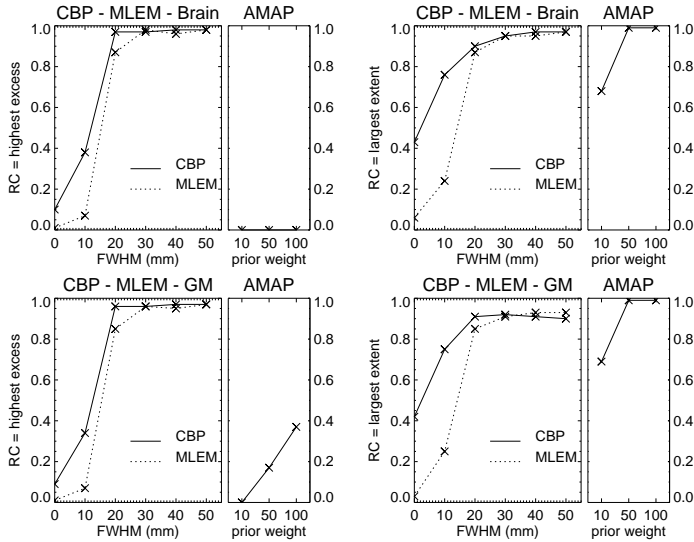 CBP - MLEM - Brain
AMAP
RC = highest excess
1.0
0.8
0.6
0.4
0.2
0.0
CBP
MLEM
0 10 20 30 40 50
FWHM (mm)
1.0
0.8
0.6
0.4
0.2
0.0
10 50 100
prior weight
CBP - MLEM - Brain
AMAP
RC = largest extent
1.0
0.8
0.6
0.4
0.2
0.0
CBP
MLEM
0 10 20 30 40 50
FWHM (mm)
1.0
0.8
0.6
0.4
0.2
0.0
10 50 100
prior weight
CBP - MLEM - GM
AMAP
RC = highest excess
1.0
0.8
0.6
0.4
0.2
0.0
CBP
MLEM
0 10 20 30 40 50
FWHM (mm)
1.0
0.8
0.6
0.4
0.2
0.0
10 50 100
prior weight
CBP - MLEM - GM
AMAP
RC = largest extent
1.0
0.8
0.6
0.4
0.2
0.0
CBP
MLEM
0 10 20 30 40 50
FWHM (mm)
1.0
0.8
0.6
0.4
0.2
0.0
10 50 100
prior weight